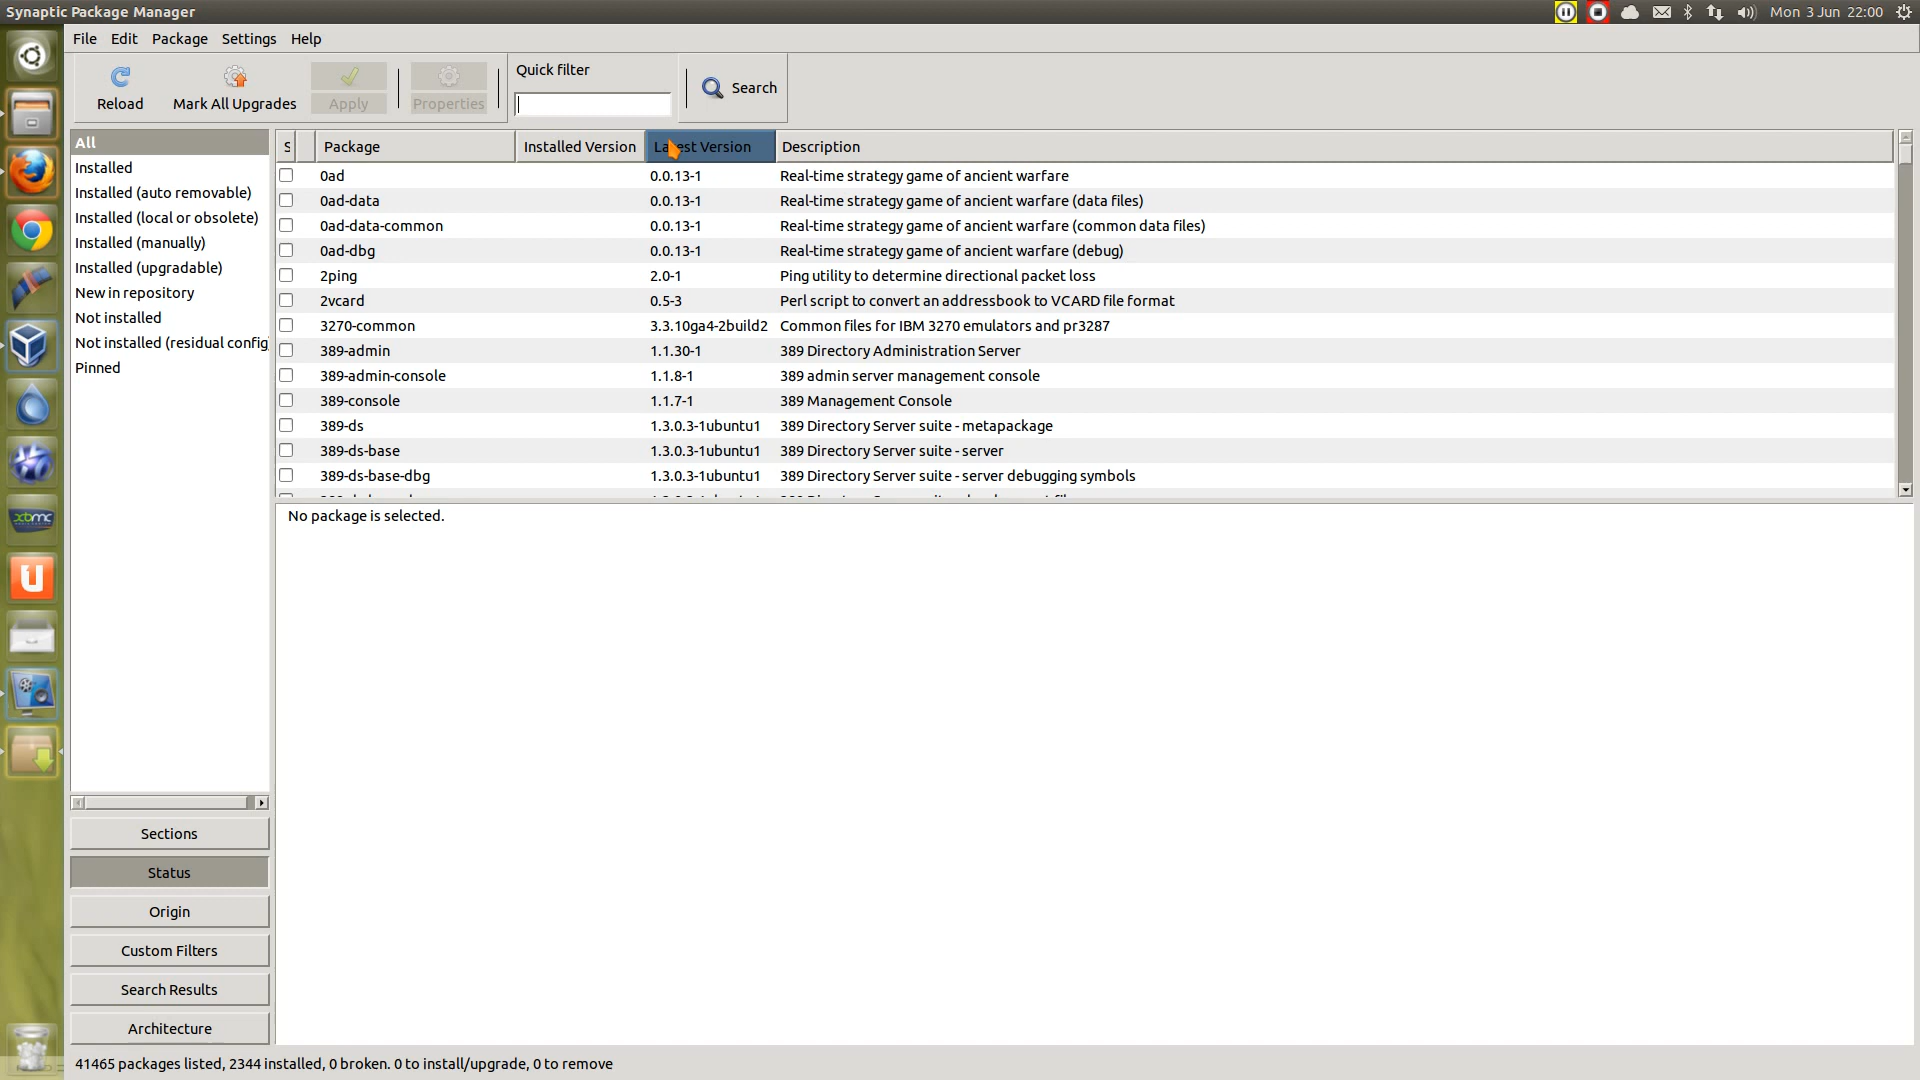 Synaptic Package Manager
Mon 3 Jun 22:00
File Edit Package Settings Help
Reload
Mark All Upgrades
Apply
Properties
Quick filter
Search
All
Installed
Installed (auto removable)
Installed (local or obsolete)
Installed (manually)
Installed (upgradable)
New in repository
Not installed
Not installed (residual config
Pinned
Sections
Status
Origin
Custom Filters
Search Results
Architecture
S Package Installed Version Latest Version Description
0ad 0.0.13-1 Real-time strategy game of ancient warfare
0ad-data 0.0.13-1 Real-time strategy game of ancient warfare (data files)
0ad-data-common 0.0.13-1 Real-time strategy game of ancient warfare (common data files)
0ad-dbg 0.0.13-1 Real-time strategy game of ancient warfare (debug)
2ping 2.0-1 Ping utility to determine directional packet loss
2vcard 0.5-3 Perl script to convert an addressbook to VCARD file format
3270-common 3.3.10ga4-2build2 Common files for IBM 3270 emulators and pr3287
389-admin 1.1.30-1 389 Directory Administration Server
389-admin-console 1.1.8-1 389 admin server management console
389-console 1.1.7-1 389 Management Console
389-ds 1.3.0.3-1ubuntu1 389 Directory Server suite - metapackage
389-ds-base 1.3.0.3-1ubuntu1 389 Directory Server suite - server
389-ds-base-dbg 1.3.0.3-1ubuntu1 389 Directory Server suite - server debugging symbols
No package is selected.
xbmc
41465 packages listed, 2344 installed, 0 broken. 0 to install/upgrade, 0 to remove